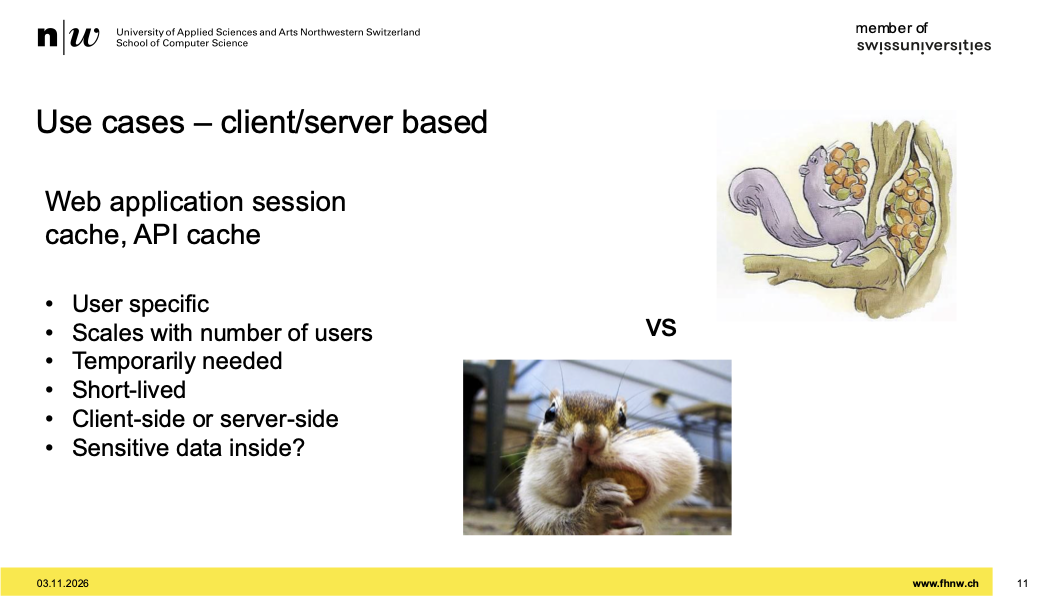 n|w University of Applied Sciences and Arts Northwestern Switzerland
School of Computer Science
member of
swissuniversities
Use cases – client/server based
Web application session
cache, API cache
• User specific
• Scales with number of users
• Temporarily needed
• Short-lived
• Client-side or server-side
• Sensitive data inside?
vs
03.11.2026
www.fhnw.ch
11